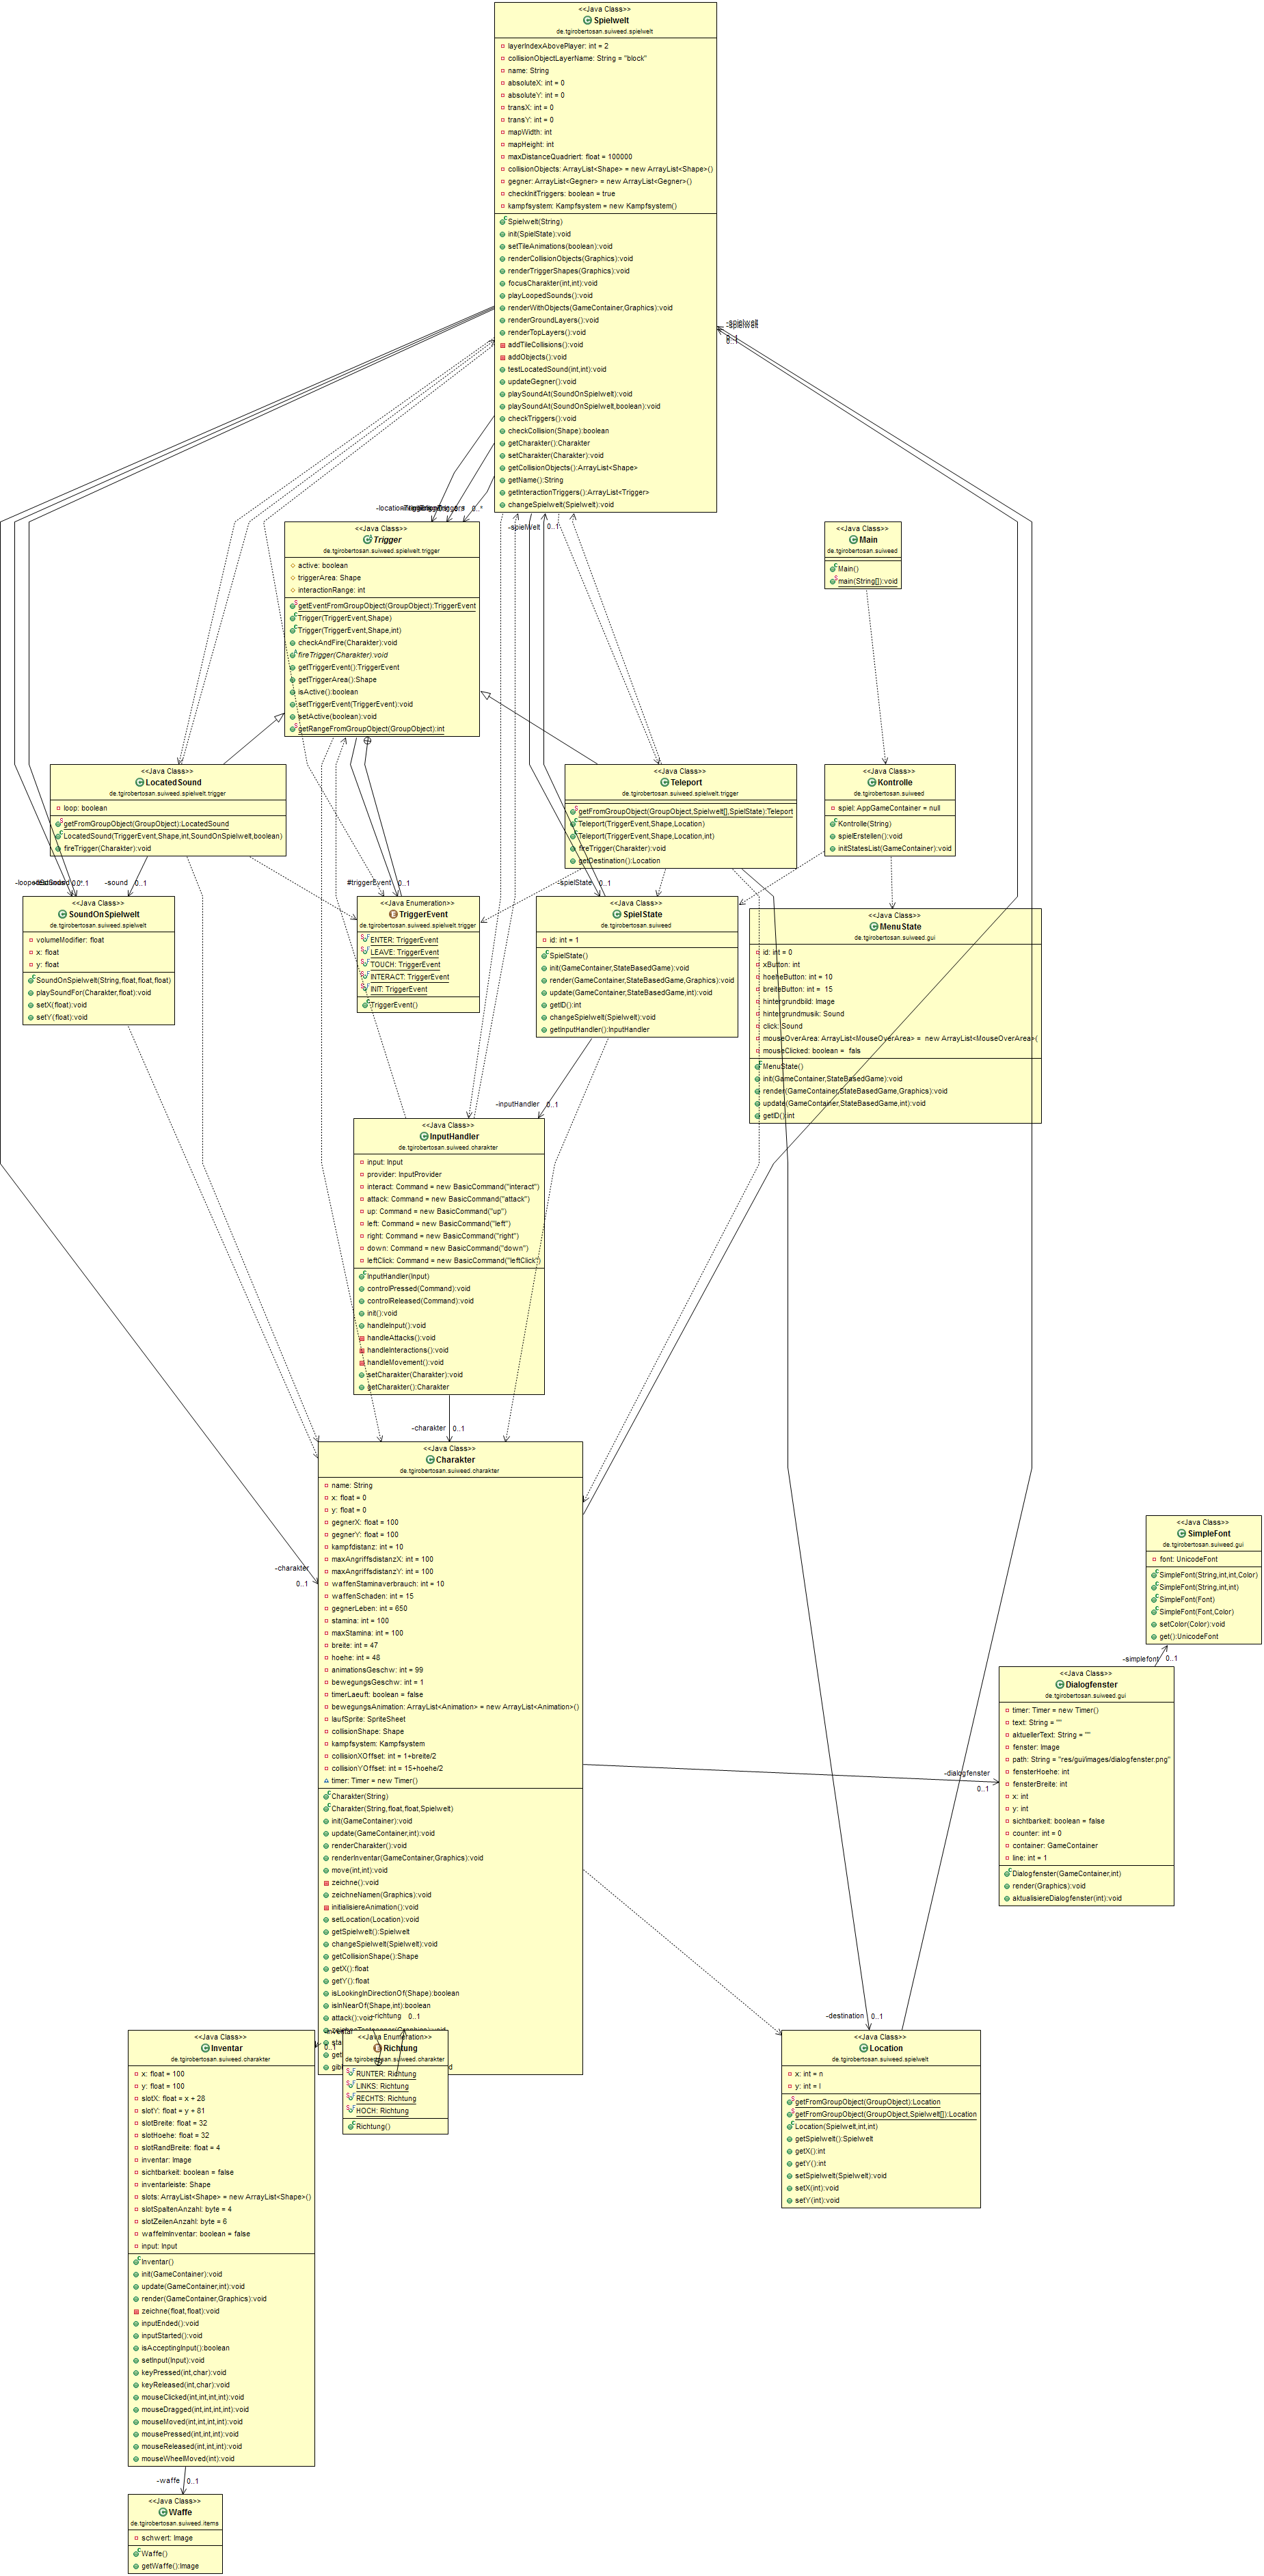 <<Java Class>>
Spielwelt
de.tgirobertosan.suiweed.spielwelt
layerIndexAbovePlayer: int = 2
collisionObjectLayerName: String = "block"
name: String
absoluteX: int = 0
absoluteY: int = 0
transX: int = 0
transY: int = 0
mapWidth: int
mapHeight: int
maxDistanceQuadriert: float = 100000
collisionObjects: ArrayList<Shape> = new ArrayList<Shape>()
gegner: ArrayList<Gegner> = new ArrayList<Gegner>()
checkInitTriggers: boolean = true
kampfsystem: Kampfsystem = new Kampfsystem()
Spielwelt(String)
init(SpielState):void
setTileAnimations(boolean):void
renderCollisionObjects(Graphics):void
renderTriggerShapes(Graphics):void
focusCharakter(int,int):void
playLoopedSounds():void
renderWithObjects(GameContainer,Graphics):void
renderGroundLayers():void
renderTopLayers():void
addTileCollisions():void
addObjects():void
testLocatedSound(int,int):void
updateGegner():void
playSoundAt(SoundOnSpielwelt):void
playSoundAt(SoundOnSpielwelt,boolean):void
checkTriggers():void
checkCollision(Shape):boolean
getCharakter():Charakter
setCharakter(Charakter):void
getCollisionObjects():ArrayList<Shape>
getName():String
getInteractionTriggers():ArrayList<Trigger>
changeSpielwelt(Spielwelt):void
-spielwelt
0..1
0..*
-spielWelt
0..1
<<Java Class>>
Trigger
de.tgirobertosan.suiweed.spielwelt.trigger
active: boolean
triggerArea: Shape
interactionRange: int
getEventFromGroupObject(GroupObject):TriggerEvent
Trigger(TriggerEvent,Shape)
Trigger(TriggerEvent,Shape,int)
checkAndFire(Charakter):void
fireTrigger(Charakter):void
getTriggerEvent():TriggerEvent
getTriggerArea():Shape
isActive():boolean
setTriggerEvent(TriggerEvent):void
setActive(boolean):void
getRangeFromGroupObject(GroupObject):int
<<Java Class>>
Main
de.tgirobertosan.suiweed
Main()
main(String[]):void
<<Java Class>>
LocatedSound
de.tgirobertosan.suiweed.spielwelt.trigger
loop: boolean
getFromGroupObject(GroupObject):LocatedSound
LocatedSound(TriggerEvent,Shape,int,SoundOnSpielwelt,boolean)
fireTrigger(Charakter):void
<<Java Class>>
Teleport
de.tgirobertosan.suiweed.spielwelt.trigger
getFromGroupObject(GroupObject,Spielwelt[],SpielState):Teleport
Teleport(TriggerEvent,Shape,Location)
Teleport(TriggerEvent,Shape,Location,int)
fireTrigger(Charakter):void
getDestination():Location
<<Java Class>>
Kontrolle
de.tgirobertosan.suiweed
spiel: AppGameContainer = null
Kontrolle(String)
spielErstellen():void
initStatesList(GameContainer):void
-sound
0..1
#triggerEvent
0..1
-spielState
0..1
<<Java Class>>
SoundOnSpielwelt
de.tgirobertosan.suiweed.spielwelt
volumeModifier: float
x: float
y: float
SoundOnSpielwelt(String,float,float,float)
playSoundFor(Charakter,float):void
setX(float):void
setY(float):void
<<Java Enumeration>>
TriggerEvent
de.tgirobertosan.suiweed.spielwelt.trigger
ENTER: TriggerEvent
LEAVE: TriggerEvent
TOUCH: TriggerEvent
INTERACT: TriggerEvent
INIT: TriggerEvent
TriggerEvent()
<<Java Class>>
SpielState
de.tgirobertosan.suiweed
id: int = 1
SpielState()
init(GameContainer,StateBasedGame):void
render(GameContainer,StateBasedGame,Graphics):void
update(GameContainer,StateBasedGame,int):void
getID():int
changeSpielwelt(Spielwelt):void
getInputHandler():InputHandler
<<Java Class>>
MenuState
de.tgirobertosan.suiweed.gui
id: int = 0
xButton: int
hoeheButton: int = 10
breiteButton: int = 15
hintergrundbild: Image
hintergrundmusik: Sound
click: Sound
mouseOverArea: ArrayList<MouseOverArea> = new ArrayList<MouseOverArea>(
mouseClicked: boolean = fals
MenuState()
init(GameContainer,StateBasedGame):void
render(GameContainer,StateBasedGame,Graphics):void
update(GameContainer,StateBasedGame,int):void
getID():int
-inputHandler
0..1
<<Java Class>>
InputHandler
de.tgirobertosan.suiweed.charakter
input: Input
provider: InputProvider
interact: Command = new BasicCommand("interact")
attack: Command = new BasicCommand("attack")
up: Command = new BasicCommand("up")
left: Command = new BasicCommand("left")
right: Command = new BasicCommand("right")
down: Command = new BasicCommand("down")
leftClick: Command = new BasicCommand("leftClick")
InputHandler(Input)
controlPressed(Command):void
controlReleased(Command):void
init():void
handleInput():void
handleAttacks():void
handleInteractions():void
handleMovement():void
setCharakter(Charakter):void
getCharakter():Charakter
-charakter
0..1
<<Java Class>>
Charakter
de.tgirobertosan.suiweed.charakter
name: String
x: float = 0
y: float = 0
gegnerX: float = 100
gegnerY: float = 100
kampfdistanz: int = 10
maxAngriffsdistanzX: int = 100
maxAngriffsdistanzY: int = 100
waffenStaminaverbrauch: int = 10
waffenSchaden: int = 15
gegnerLeben: int = 650
stamina: int = 100
maxStamina: int = 100
breite: int = 47
hoehe: int = 48
animationsGeschw: int = 99
bewegungsGeschw: int = 1
timerLaeuft: boolean = false
bewegungsAnimation: ArrayList<Animation> = new ArrayList<Animation>()
laufSprite: SpriteSheet
collisionShape: Shape
kampfsystem: Kampfsystem
collisionXOffset: int = 1+breite/2
collisionYOffset: int = 15+hoehe/2
timer: Timer = new Timer()
Charakter(String)
Charakter(String,float,float,Spielwelt)
init(GameContainer):void
update(GameContainer,int):void
renderCharakter():void
renderInventar(GameContainer,Graphics):void
move(int,int):void
zeichne():void
zeichneNamen(Graphics):void
initialisiereAnimation():void
setLocation(Location):void
getSpielwelt():Spielwelt
changeSpielwelt(Spielwelt):void
getCollisionShape():Shape
getX():float
getY():float
isLookingInDirectionOf(Shape):boolean
isInNearOf(Shape,int):boolean
attack():void
-charakter
0..1
-richtung
0..1
<<Java Class>>
SimpleFont
de.tgirobertosan.suiweed.gui
font: UnicodeFont
SimpleFont(String,int,int,Color)
SimpleFont(String,int,int)
SimpleFont(Font)
SimpleFont(Font,Color)
setColor(Color):void
get():UnicodeFont
-simplefont
0..1
<<Java Class>>
Dialogfenster
de.tgirobertosan.suiweed.gui
timer: Timer = new Timer()
text: String = ""
aktuellerText: String = ""
fenster: Image
path: String = "res/gui/images/dialogfenster.png"
fensterHoehe: int
fensterBreite: int
x: int
y: int
sichtbarkeit: boolean = false
counter: int = 0
container: GameContainer
line: int = 1
Dialogfenster(GameContainer,int)
render(Graphics):void
aktualisiereDialogfenster(int):void
-dialogfenster
0..1
<<Java Class>>
Inventar
de.tgirobertosan.suiweed.charakter
x: float = 100
y: float = 100
slotX: float = x + 28
slotY: float = y + 81
slotBreite: float = 32
slotHoehe: float = 32
slotRandBreite: float = 4
inventar: Image
sichtbarkeit: boolean = false
inventarleiste: Shape
slots: ArrayList<Shape> = new ArrayList<Shape>()
slotSpaltenAnzahl: byte = 4
slotZeilenAnzahl: byte = 6
waffeImInventar: boolean = false
input: Input
Inventar()
init(GameContainer):void
update(GameContainer,int):void
render(GameContainer,Graphics):void
zeichne(float,float):void
inputEnded():void
inputStarted():void
isAcceptingInput():boolean
setInput(Input):void
keyPressed(int,char):void
keyReleased(int,char):void
mouseClicked(int,int,int,int):void
mouseDragged(int,int,int,int):void
mouseMoved(int,int,int,int):void
mousePressed(int,int,int):void
mouseReleased(int,int,int):void
mouseWheelMoved(int):void
<<Java Enumeration>>
Richtung
de.tgirobertosan.suiweed.charakter
RUNTER: Richtung
LINKS: Richtung
RECHTS: Richtung
HOCH: Richtung
Richtung()
-destination
0..1
<<Java Class>>
Location
de.tgirobertosan.suiweed.spielwelt
x: int = n
y: int = l
getFromGroupObject(GroupObject):Location
getFromGroupObject(GroupObject,Spielwelt[]):Location
Location(Spielwelt,int,int)
getSpielwelt():Spielwelt
getX():int
getY():int
setSpielwelt(Spielwelt):void
setX(int):void
setY(int):void
-waffe
0..1
<<Java Class>>
Waffe
de.tgirobertosan.suiweed.items
schwert: Image
Waffe()
getWaffe():Image